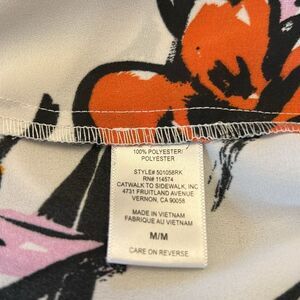 100% POLYESTER/
POLYESTER
STYLE# 501058RK
RN# 114574
CATWALK TO SIDEWALK, INC
4731 FRUITLAND AVENUE
VERNON, CA 90058
MADE IN VIETNAM
FABRIQUE AU VIETNAM
M/M
CARE ON REVERSE